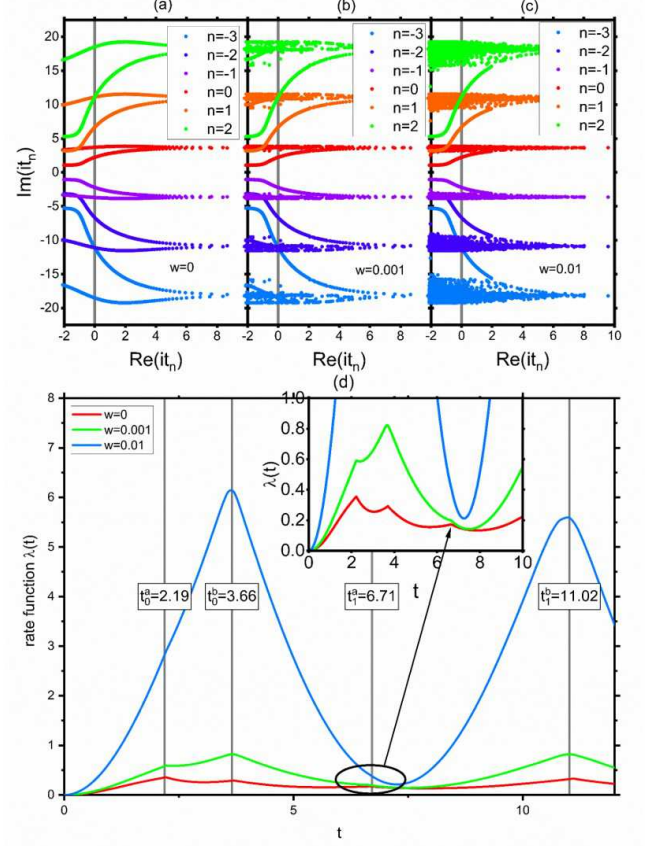 (a) (b) (c)
20
15
10
5
0
-5
-10
-15
-20
Im(it_n)
n=-3
n=-2
n=-1
n=0
n=1
n=2
n=-3
n=-2
n=-1
n=0
n=1
n=2
n=-3
n=-2
n=-1
n=0
n=1
n=2
w=0 w=0.001 w=0.01
-2 0 2 4 6 8 -2 0 2 4 6 8 -2 0 2 4 6 8 10
Re(it_n) Re(it_n) Re(it_n)
(d)
8
7
6
5
4
3
2
1
0
rate function λ(t)
w=0
w=0.001
w=0.01
1.0
0.8
0.6
0.4
0.2
0.0
λ(t)
0 2 4 6 8 10
t
t₀ᵃ=2.19 t₀ᵇ=3.66 t₁ᵃ=6.71 t₁ᵇ=11.02
0 5 10
t